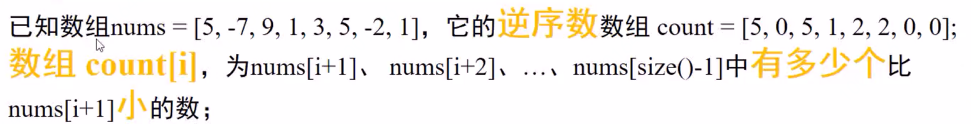 已知数组nums = [5, -7, 9, 1, 3, 5, -2, 1]，它的逆序数数组 count = [5, 0, 5, 1, 2, 2, 0, 0];
数组 count[i]，为nums[i+1]、 nums[i+2]、…、nums[size()-1]中有多少个比
nums[i+1]小的数；